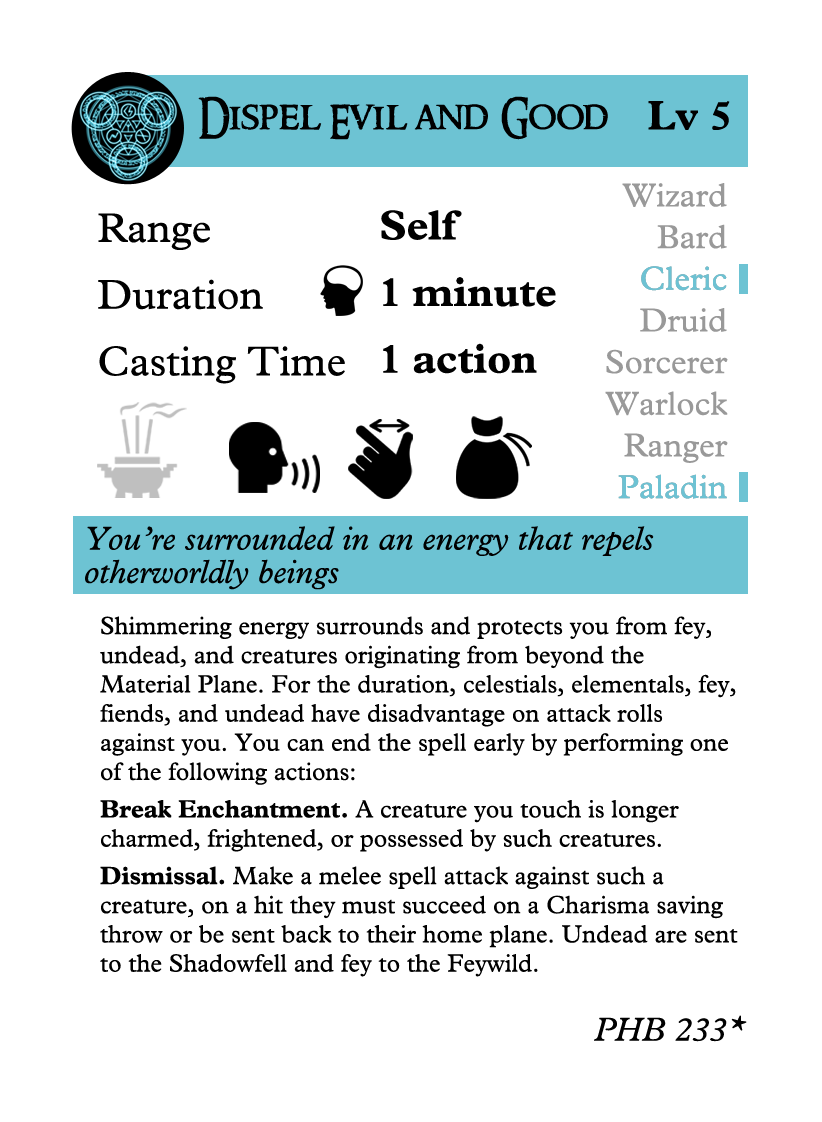 Dispel Evil and Good Lv 5
Range Self
Duration 1 minute
Casting Time 1 action
Wizard
Bard
Cleric
Druid
Sorcerer
Warlock
Ranger
Paladin
You're surrounded in an energy that repels
otherworldly beings
Shimmering energy surrounds and protects you from fey,
undead, and creatures originating from beyond the
Material Plane. For the duration, celestials, elementals, fey,
fiends, and undead have disadvantage on attack rolls
against you. You can end the spell early by performing one
of the following actions:
Break Enchantment. A creature you touch is longer
charmed, frightened, or possessed by such creatures.
Dismissal. Make a melee spell attack against such a
creature, on a hit they must succeed on a Charisma saving
throw or be sent back to their home plane. Undead are sent
to the Shadowfell and fey to the Feywild.
PHB 233*